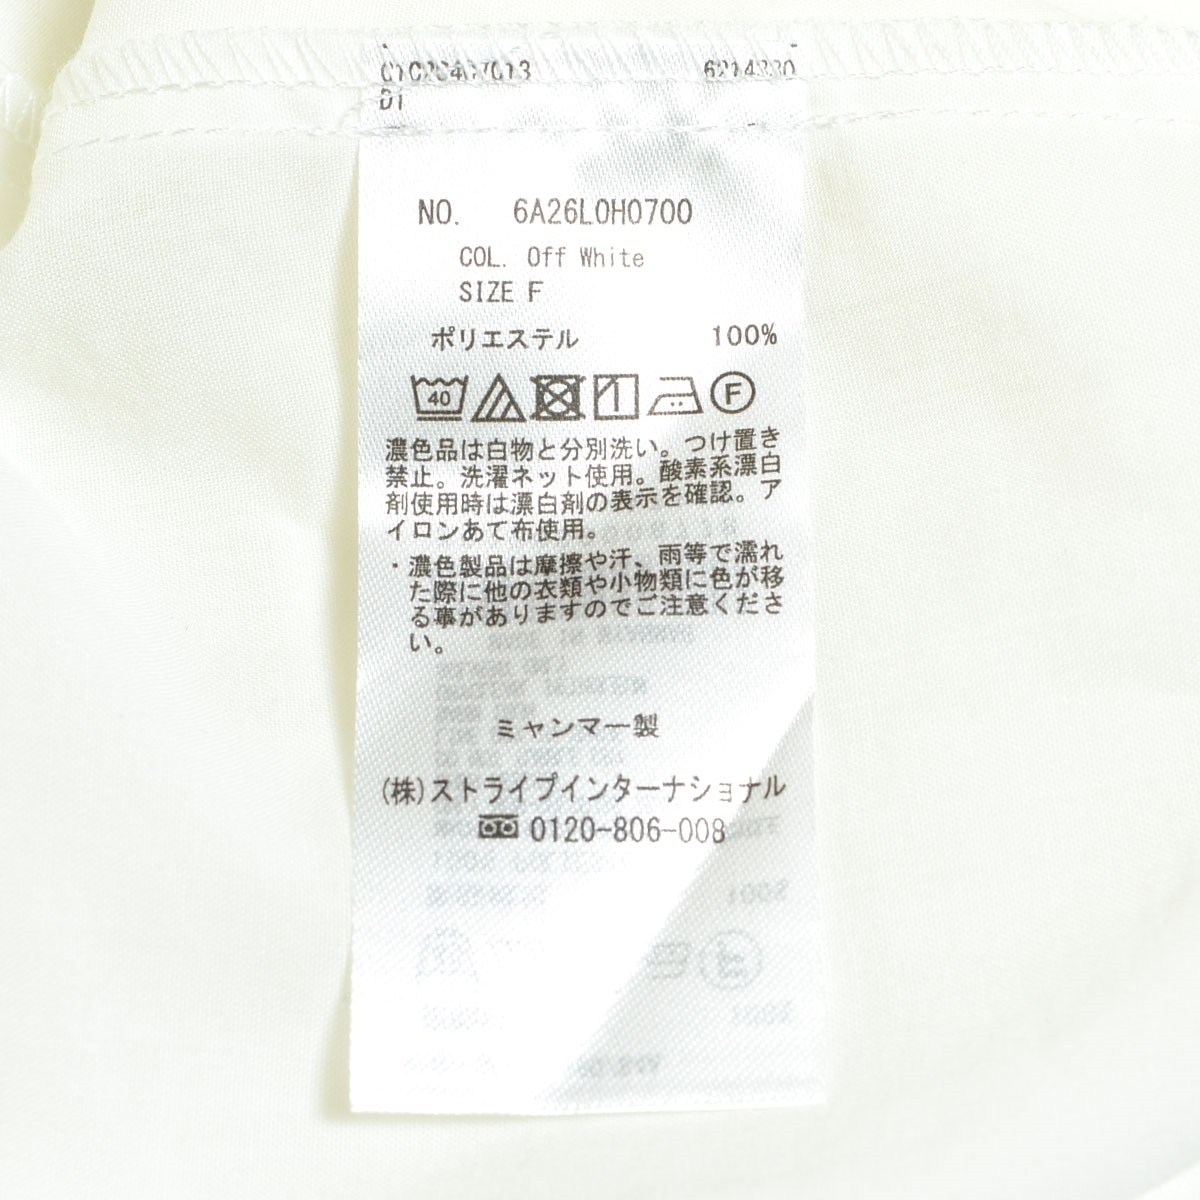 NO. 6A26L0H0700
COL. Off White
SIZE F
ポリエステル 100%
40 F
濃色品は白物と分別洗い。つけ置き
禁止。洗濯ネット使用。酸素系漂白
剤使用時は漂白剤の表示を確認。ア
イロンあて布使用。
・濃色製品は摩擦や汗、雨等で濡れ
た際に他の衣類や小物類に色が移
る事がありますのでご注意くださ
い。
ミャンマー製
(株)ストライプインターナショナル
0120-806-008